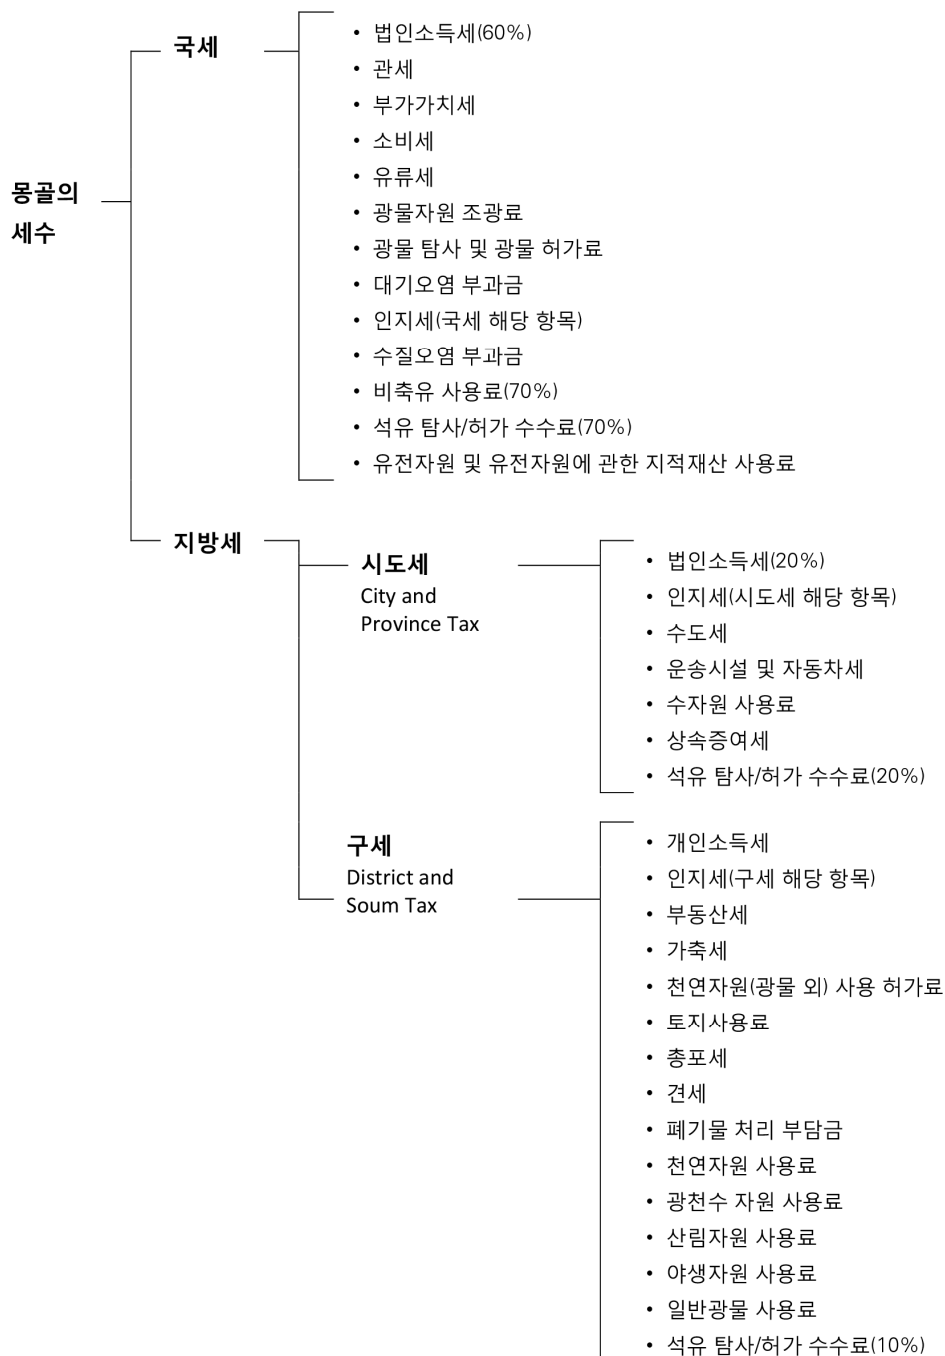 몽골의
세수
국세
• 법인소득세(60%)
• 관세
• 부가가치세
• 소비세
• 유류세
• 광물자원 조광료
• 광물 탐사 및 광물 허가료
• 대기오염 부과금
• 인지세(국세 해당 항목)
• 수질오염 부과금
• 비축유 사용료(70%)
• 석유 탐사/허가 수수료(70%)
• 유전자원 및 유전자원에 관한 지적재산 사용료
지방세
시도세
City and
Province Tax
• 법인소득세(20%)
• 인지세(시도세 해당 항목)
• 수도세
• 운송시설 및 자동차세
• 수자원 사용료
• 상속증여세
• 석유 탐사/허가 수수료(20%)
구세
District and
Soum Tax
• 개인소득세
• 인지세(구세 해당 항목)
• 부동산세
• 가축세
• 천연자원(광물 외) 사용 허가료
• 토지사용료
• 총포세
• 견세
• 폐기물 처리 부담금
• 천연자원 사용료
• 광천수 자원 사용료
• 산림자원 사용료
• 야생자원 사용료
• 일반광물 사용료
• 석유 탐사/허가 수수료(10%)